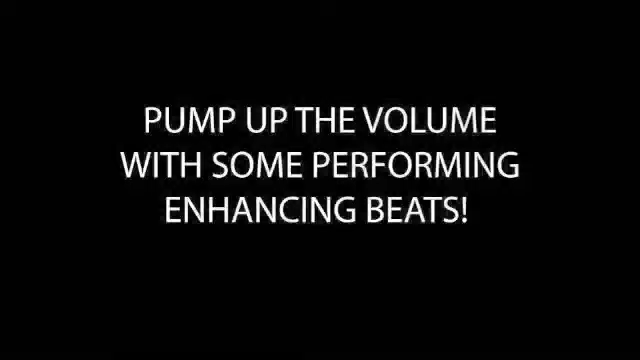 PUMP UP THE VOLUME
WITH SOME PERFORMING
ENHANCING BEATS!